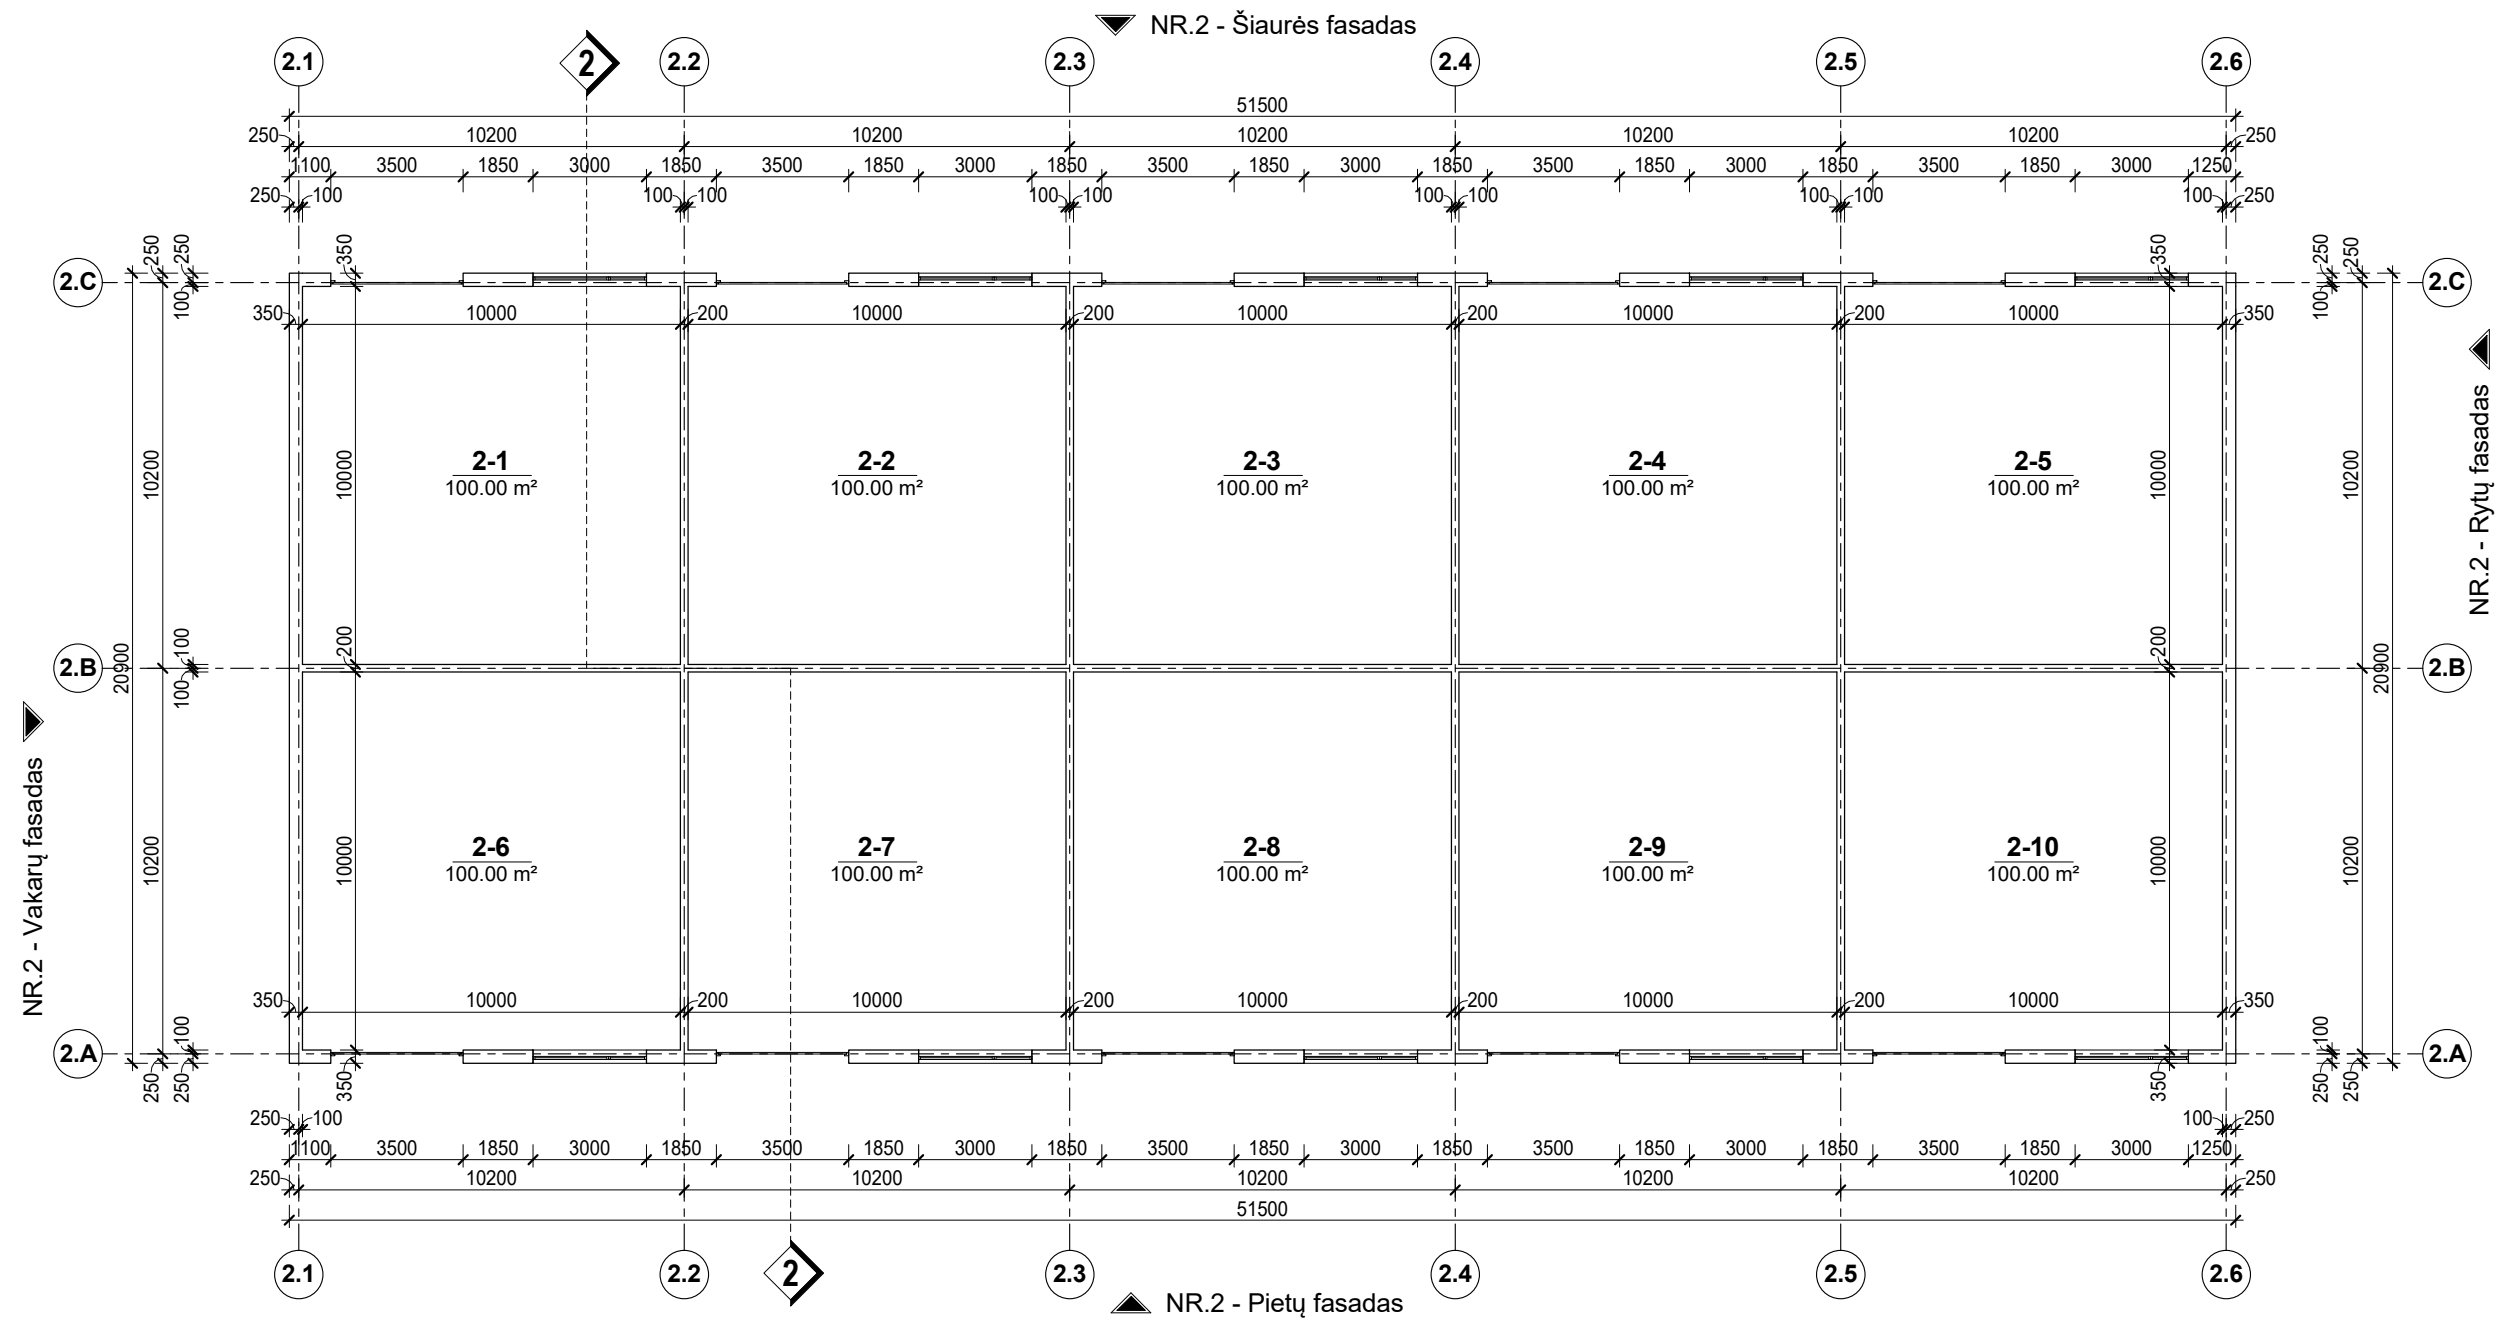 NR.2 - Šiaurės fasadas
2.1 2 2.2 2.3 2.4 2.5 2.6
51500
250 10200 10200 10200 10200 10200 250
1100 3500 1850 3000 1850 3500 1850 3000 1850 3500 1850 3000 1850 3500 1850 3000 1850 3500 1850 3000 1250
250 100 100 100 100 100 100 100 100 100 100 250
250 250 350 350 250 250
2.C 2.C
100 100
350 10000 200 10000 200 10000 200 10000 200 10000 350
NR.2 - Rytų fasadas
2-1 2-2 2-3 2-4 2-5
10200 10000 10000 10200
100.00 m² 100.00 m² 100.00 m² 100.00 m² 100.00 m²
100 200 200
2.B 20900 20900 2.B
100
NR.2 - Vakarų fasadas
2-6 2-7 2-8 2-9 2-10
10200 10000 10000 10200
100.00 m² 100.00 m² 100.00 m² 100.00 m² 100.00 m²
350 10000 200 10000 200 10000 200 10000 200 10000 350
100 100
2.A 2.A
250 250 350 350 250 250
250 100 100 250
1100 3500 1850 3000 1850 3500 1850 3000 1850 3500 1850 3000 1850 3500 1850 3000 1850 3500 1850 3000 1250
250 10200 10200 10200 10200 10200 250
51500
2.1 2.2 2 2.3 2.4 2.5 2.6
NR.2 - Pietų fasadas